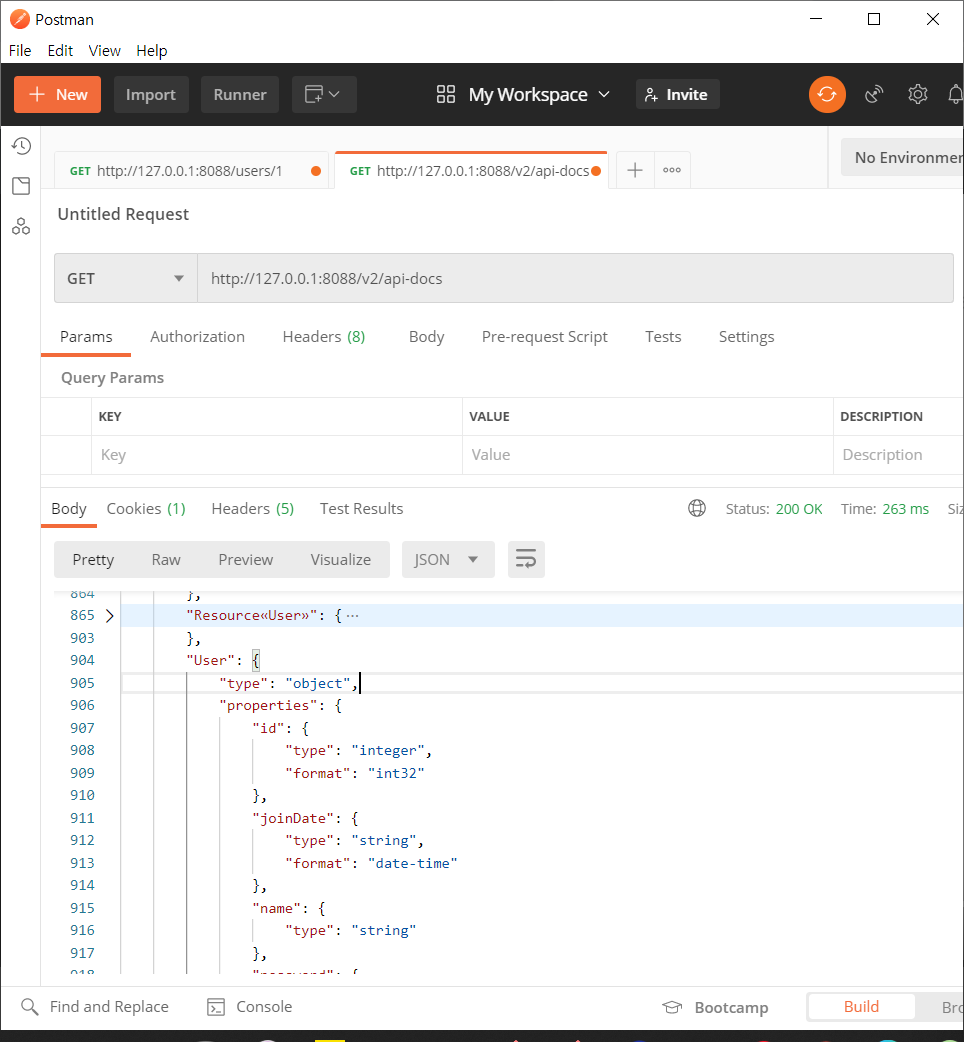 Postman
File Edit View Help
New Import Runner My Workspace Invite
GET http://127.0.0.1:8088/users/1 GET http://127.0.0.1:8088/v2/api-docs No
Untitled Request
GET http://127.0.0.1:8088/v2/api-docs
Params Authorization Headers (8) Body Pre-request Script Tests Settings
Query Params
KEY VALUE DESCRIPTION
Key Value Description
Body Cookies (1) Headers (5) Test Results Status: 200 OK Time: 263 ms
Pretty Raw Preview Visualize JSON
864 },
865 "Resource«User»": { ···
903 },
904 "User": {
905 "type": "object",
906 "properties": {
907 "id": {
908 "type": "integer",
909 "format": "int32"
910 },
911 "joinDate": {
912 "type": "string",
913 "format": "date-time"
914 },
915 "name": {
916 "type": "string"
917 },
Find and Replace Console Bootcamp Build